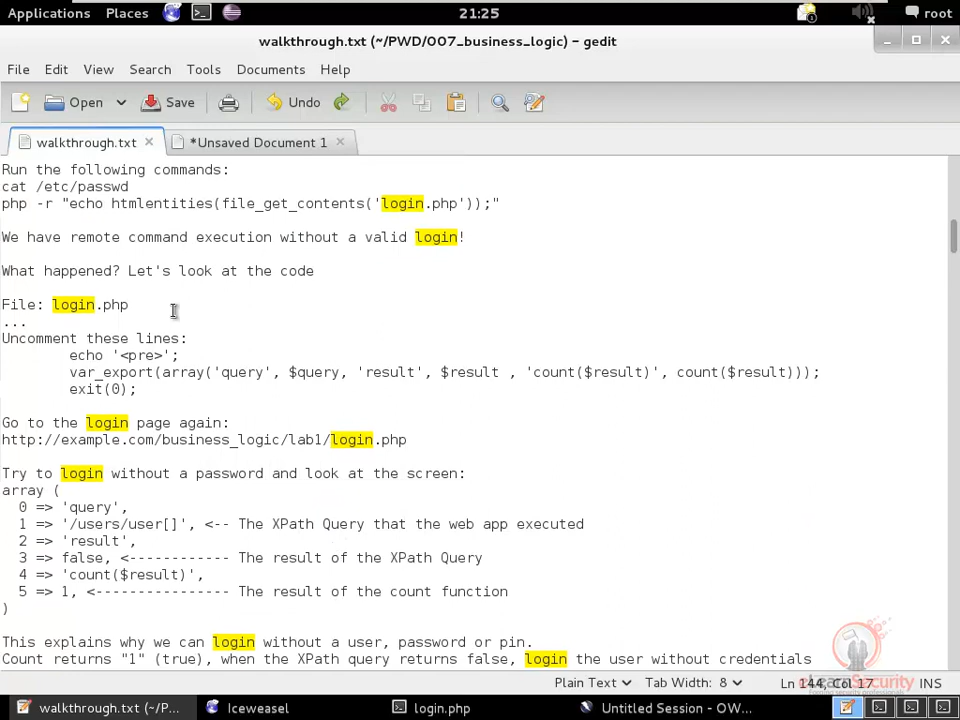 Applications Places 21:25 root
walkthrough.txt (~/PWD/007_business_logic) - gedit
File Edit View Search Tools Documents Help
Open Save Undo
walkthrough.txt *Unsaved Document 1
Run the following commands:
cat /etc/passwd
php -r "echo htmlentities(file_get_contents('login.php'));"
We have remote command execution without a valid login!
What happened? Let's look at the code
File: login.php
...
Uncomment these lines:
echo '<pre>';
var_export(array('query', $query, 'result', $result , 'count($result)', count($result)));
exit(0);
Go to the login page again:
http://example.com/business_logic/lab1/login.php
Try to login without a password and look at the screen:
array (
0 => 'query',
1 => '/users/user[]', <-- The XPath Query that the web app executed
2 => 'result',
3 => false, <------------ The result of the XPath Query
4 => 'count($result)',
5 => 1, <---------------- The result of the count function
)
This explains why we can login without a user, password or pin.
Count returns "1" (true), when the XPath query returns false, login the user without credentials
eLearnSecurity
Forging security professionals
Plain Text Tab Width: 8 Ln 144, Col 17 INS
walkthrough.txt (~/P... Iceweasel login.php Untitled Session - OW...